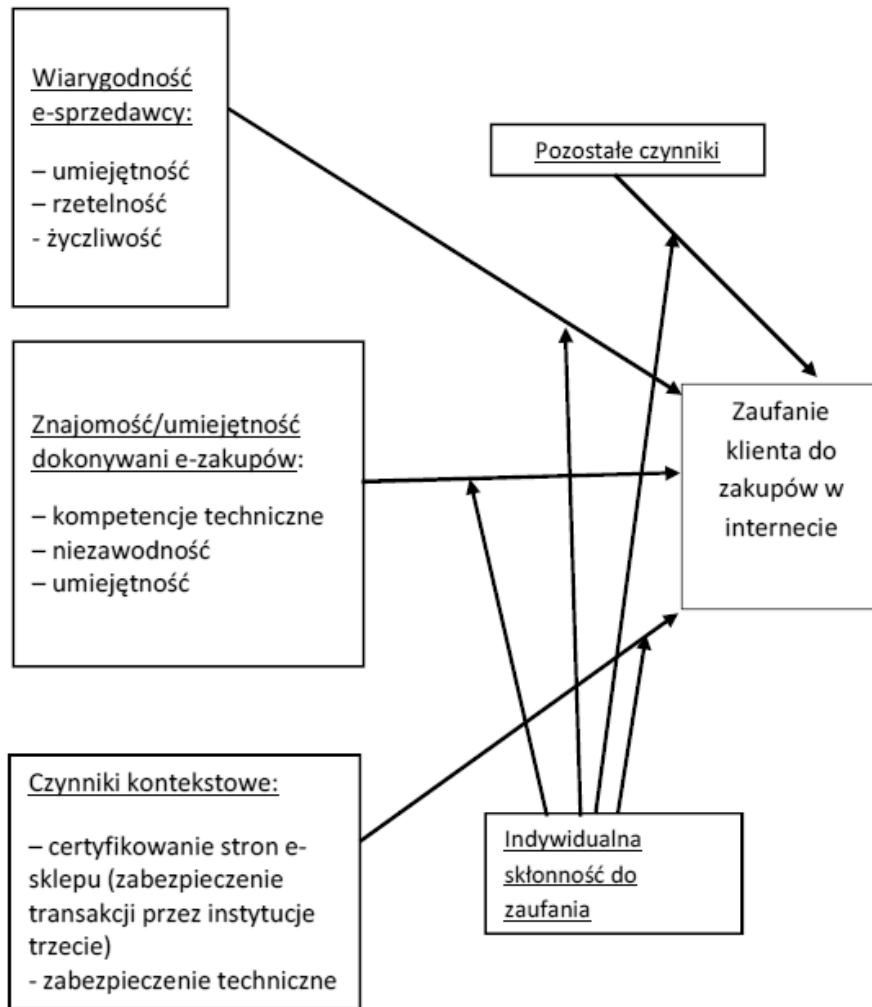 Wiarygodność
e-sprzedawcy:
– umiejętność
– rzetelność
- życzliwość
Pozostałe czynniki
Znajomość/umiejętność
dokonywani e-zakupów:
– kompetencje techniczne
– niezawodność
– umiejętność
Zaufanie
klienta do
zakupów w
internecie
Czynniki kontekstowe:
– certyfikowanie stron e-
sklepu (zabezpieczenie
transakcji przez instytucje
trzecie)
- zabezpieczenie techniczne
Indywidualna
skłonność do
zaufania